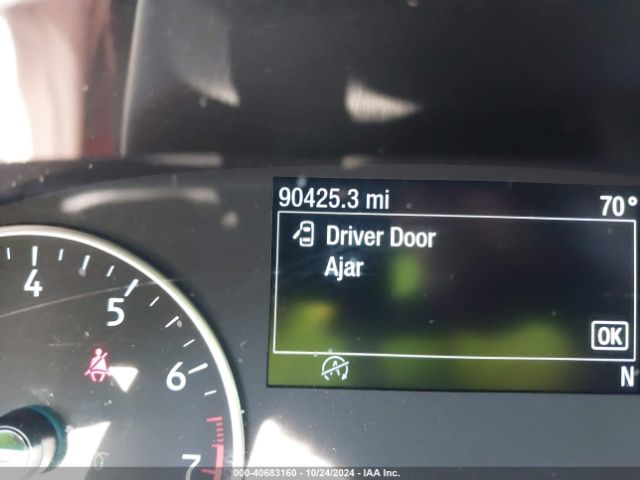 90425.3 mi
70°
Driver Door
Ajar
OK
N
4
5
6
7
000-40683160 - 10/24/2024 - IAA Inc.